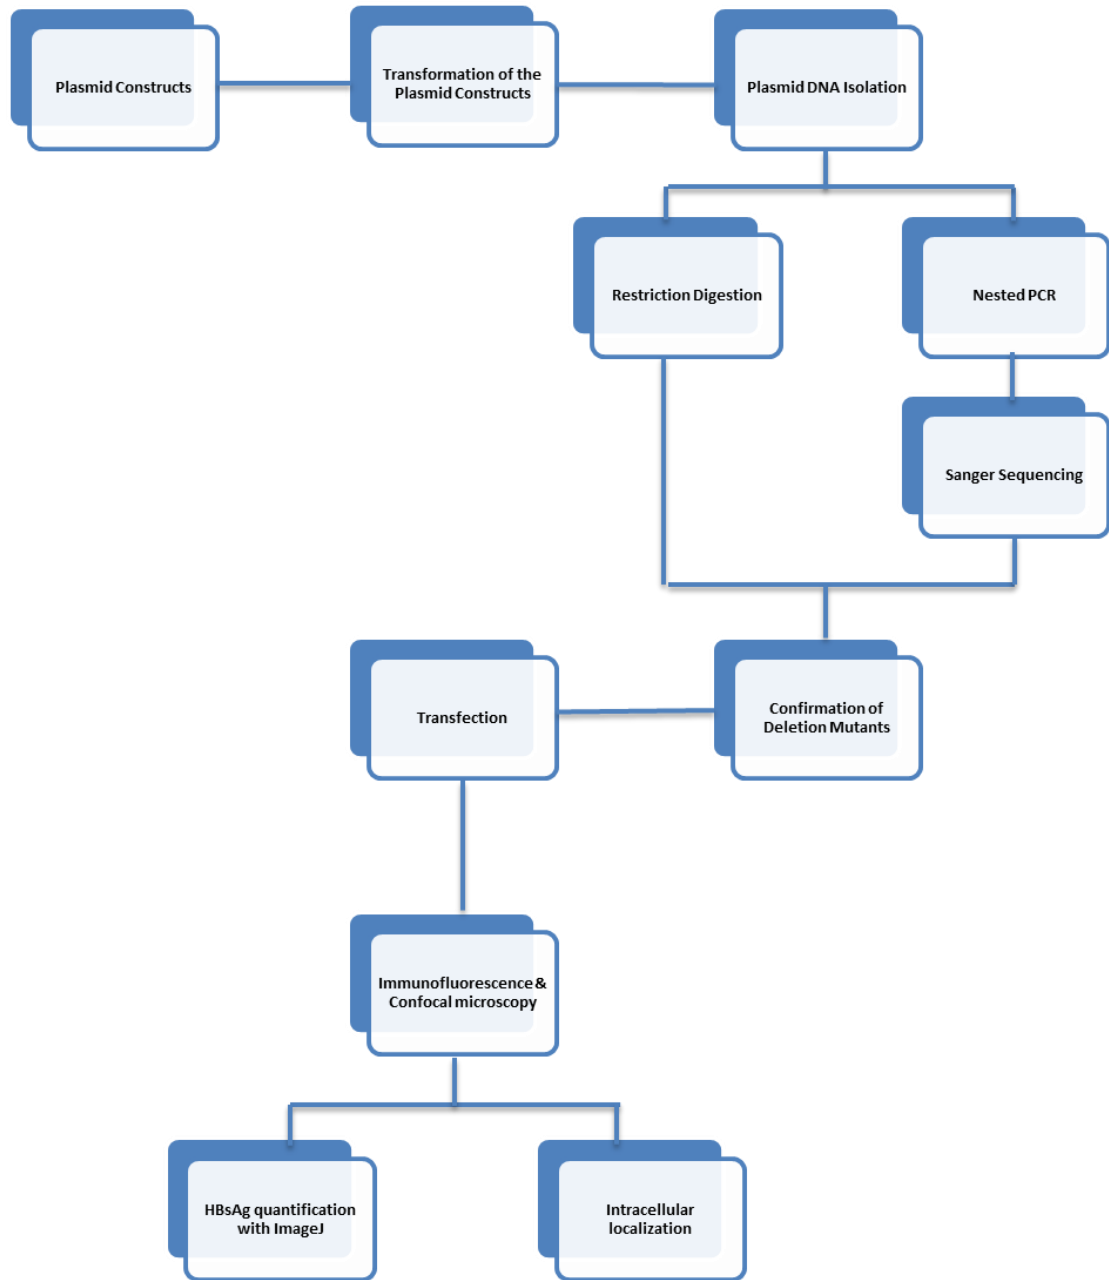 Plasmid Constructs
Transformation of the
Plasmid Constructs
Plasmid DNA Isolation
Restriction Digestion
Nested PCR
Sanger Sequencing
Transfection
Confirmation of
Deletion Mutants
Immunofluorescence &
Confocal microscopy
HBsAg quantification
with ImageJ
Intracellular
localization